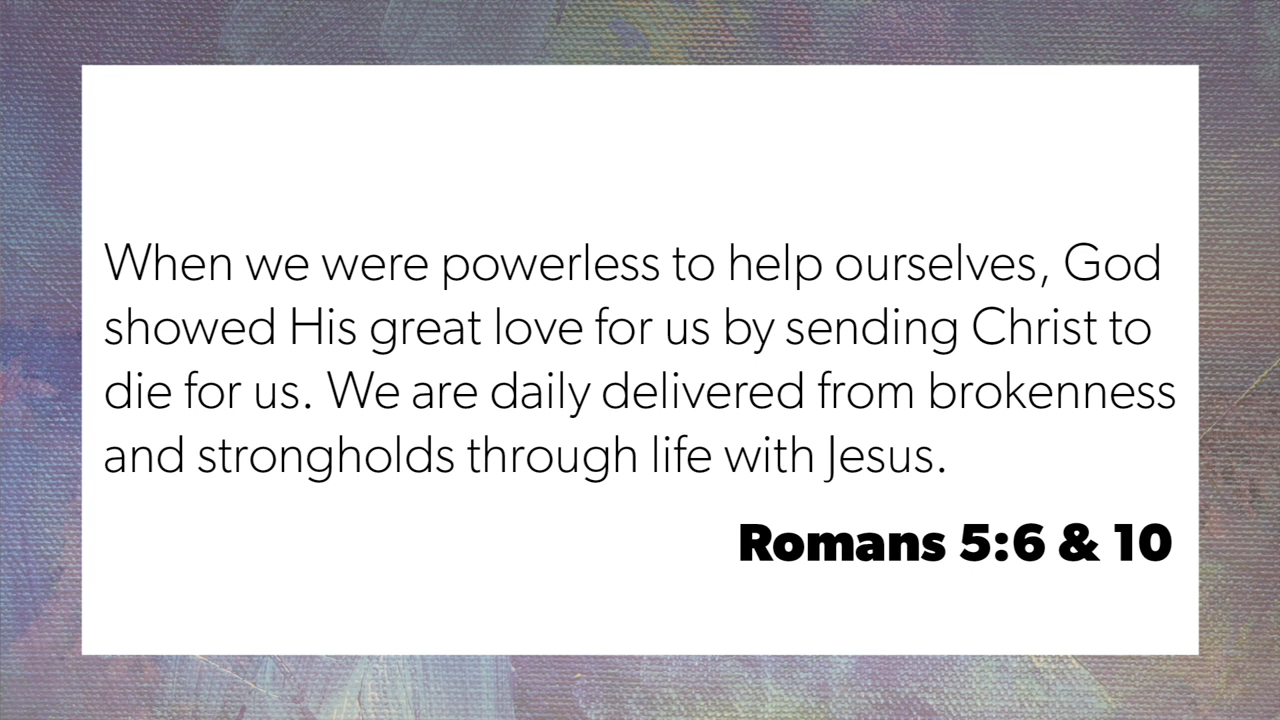 When we were powerless to help ourselves, God
showed His great love for us by sending Christ to
die for us. We are daily delivered from brokenness
and strongholds through life with Jesus.
Romans 5:6 & 10